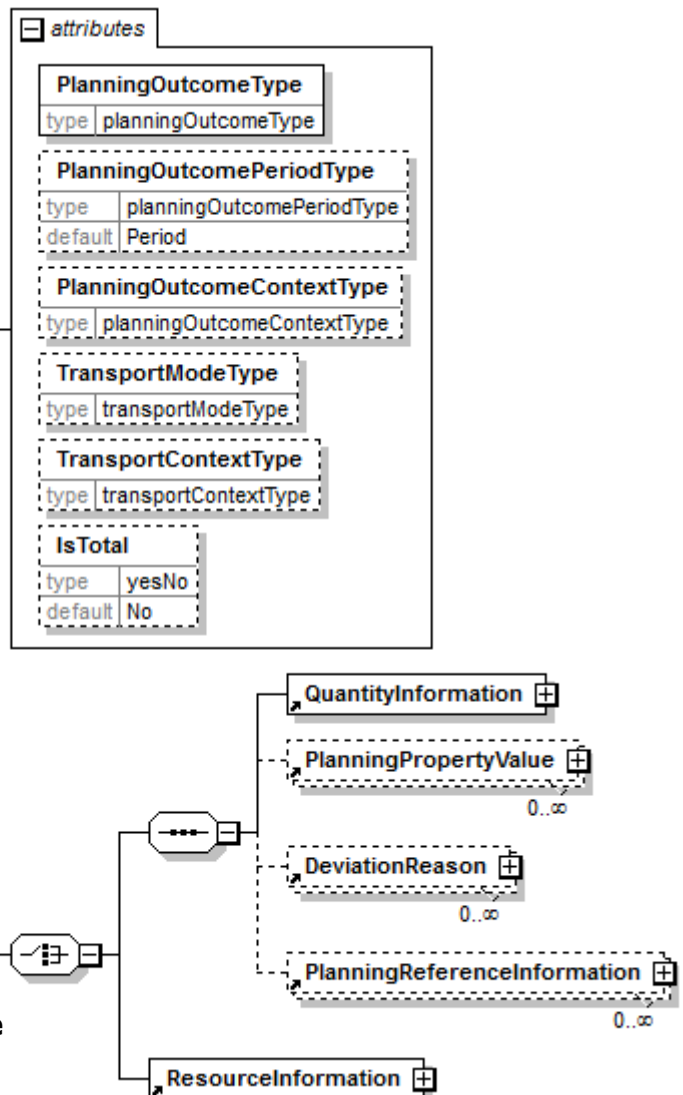 attributes
PlanningOutcomeType
type planningOutcomeType
PlanningOutcomePeriodType
type planningOutcomePeriodType
default Period
PlanningOutcomeContextType
type planningOutcomeContextType
TransportModeType
type transportModeType
TransportContextType
type transportContextType
IsTotal
type yesNo
default No
QuantityInformation
PlanningPropertyValue
0..∞
DeviationReason
0..∞
PlanningReferenceInformation
0..∞
e
ResourceInformation